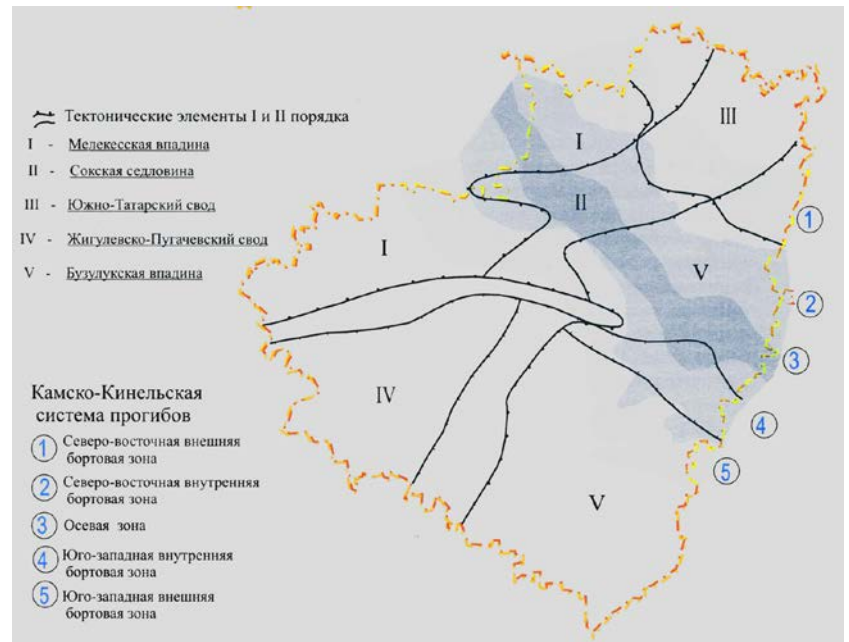 Тектонические элементы I и II порядка
I - Мелекесская впадина
II - Сокская седловина
III - Южно-Татарский свод
IV - Жигулевско-Пугачевский свод
V - Бузулукская впадина
Камско-Кинельская
система прогибов
1 Северо-восточная внешняя
бортовая зона
2 Северо-восточная внутренняя
бортовая зона
3 Осевая зона
4 Юго-западная внутренняя
бортовая зона
5 Юго-западная внешняя
бортовая зона
III
I
II
1
I
V
2
3
IV
4
5
V